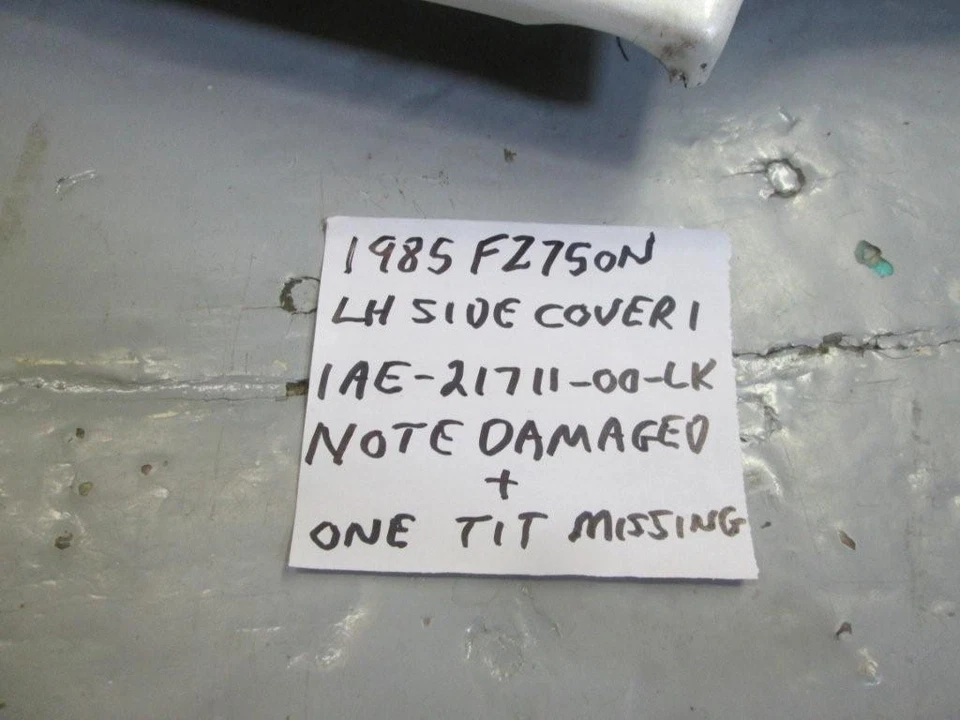 1985 FZ750N
LH SIDE COVER 1
1AE-21711-00-LK
NOTE DAMAGED
+
ONE TIT MISSING